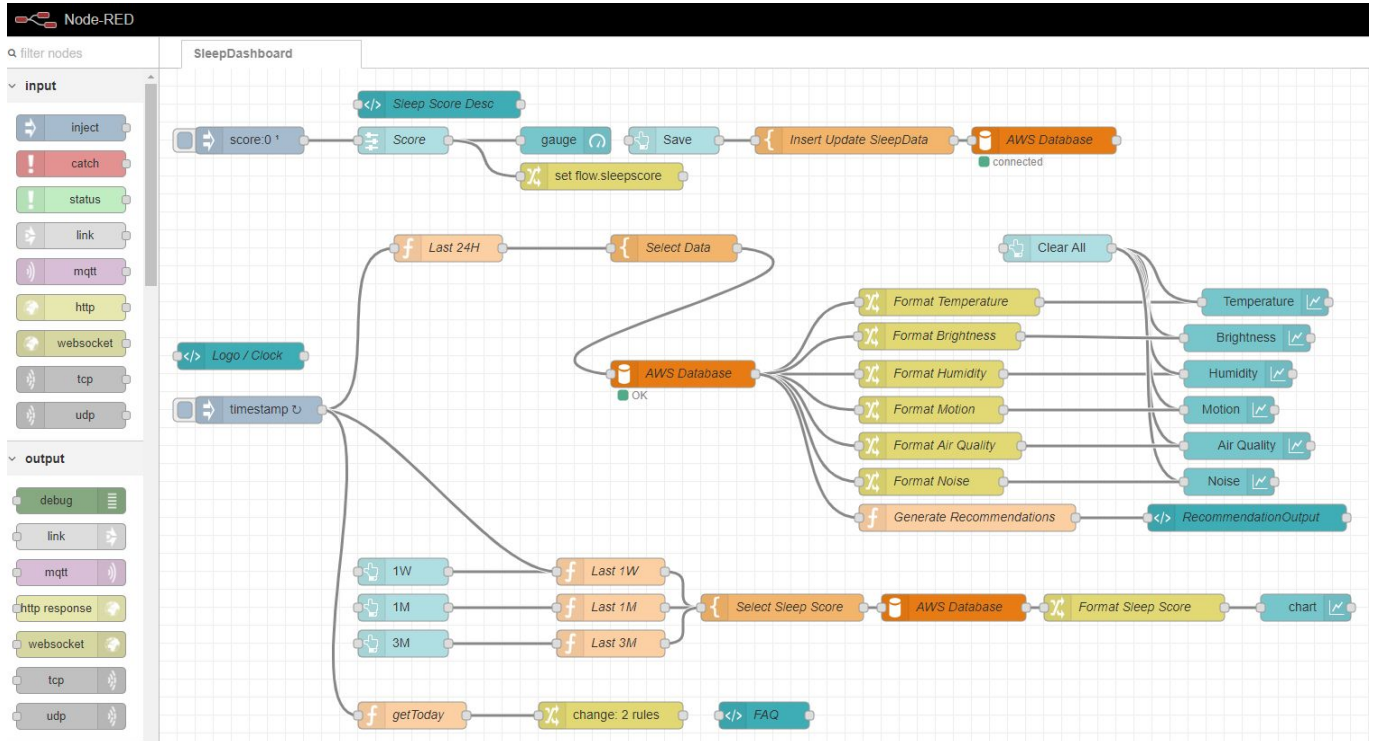 Node-RED
filter nodes
SleepDashboard
input
inject
catch
status
link
mqtt
http
websocket
tcp
udp
output
debug
link
mqtt
http response
websocket
tcp
udp
</> Sleep Score Desc
score:0 ¹
Score
gauge
Save
Insert Update SleepData
AWS Database
connected
set flow.sleepscore
Last 24H
Select Data
Clear All
Format Temperature
Temperature
Format Brightness
Brightness
</> Logo / Clock
AWS Database
OK
Format Humidity
Humidity
timestamp ↻
Format Motion
Motion
Format Air Quality
Air Quality
Format Noise
Noise
Generate Recommendations
</> RecommendationOutput
1W
Last 1W
1M
Last 1M
Select Sleep Score
AWS Database
Format Sleep Score
chart
3M
Last 3M
getToday
change: 2 rules
</> FAQ